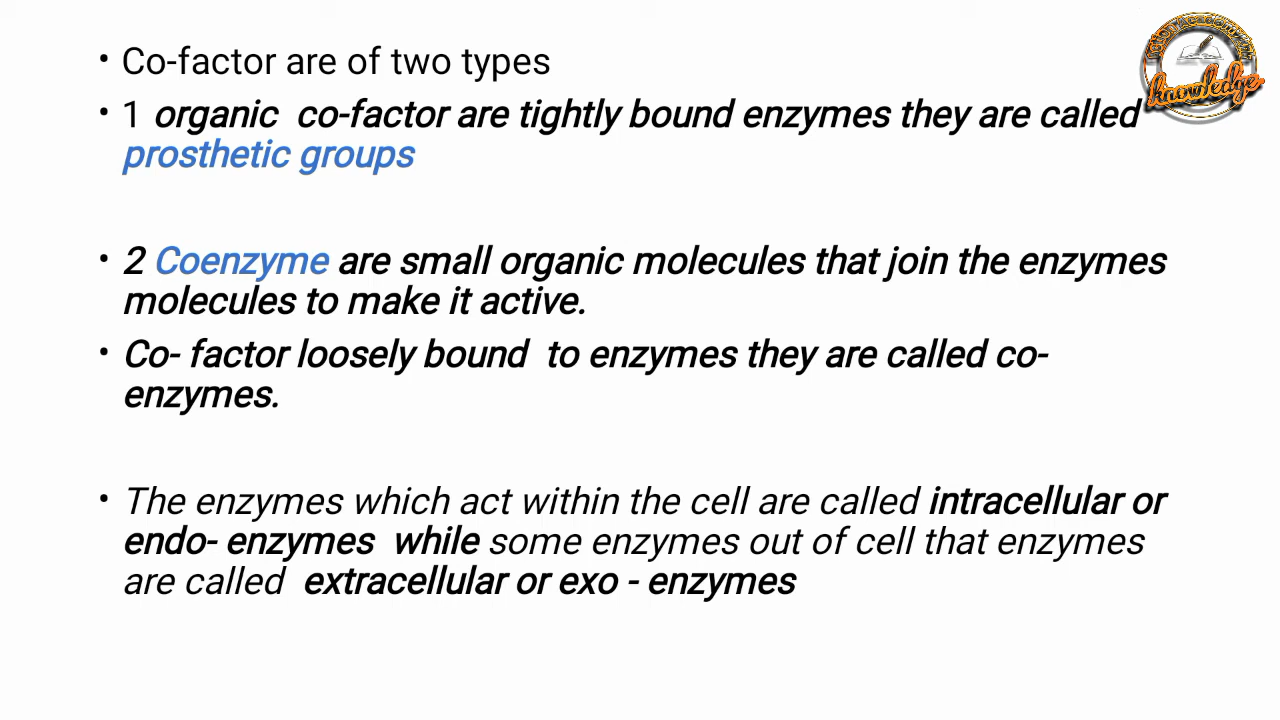 • Co-factor are of two types
• 1 organic co-factor are tightly bound enzymes they are called
prosthetic groups
• 2 Coenzyme are small organic molecules that join the enzymes
molecules to make it active.
• Co- factor loosely bound to enzymes they are called co-
enzymes.
• The enzymes which act within the cell are called intracellular or
endo- enzymes while some enzymes out of cell that enzymes
are called extracellular or exo - enzymes
knowledge